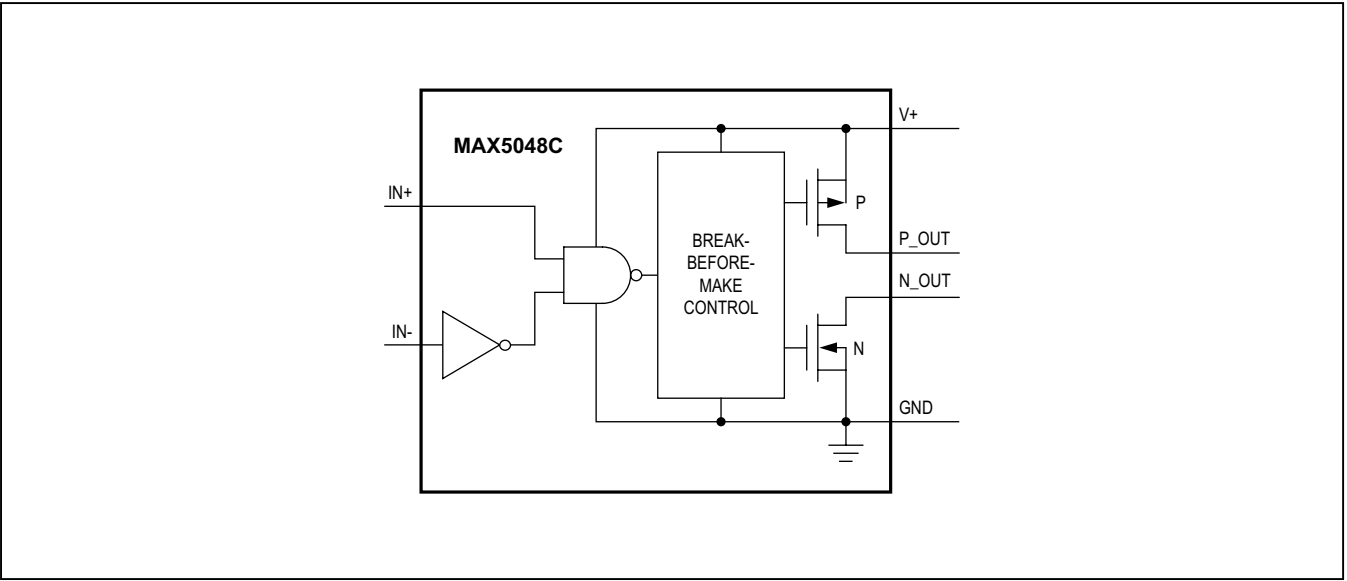 MAX5048C
V+
IN+
P
BREAK-
BEFORE-
MAKE
CONTROL
P_OUT
N_OUT
IN-
N
GND